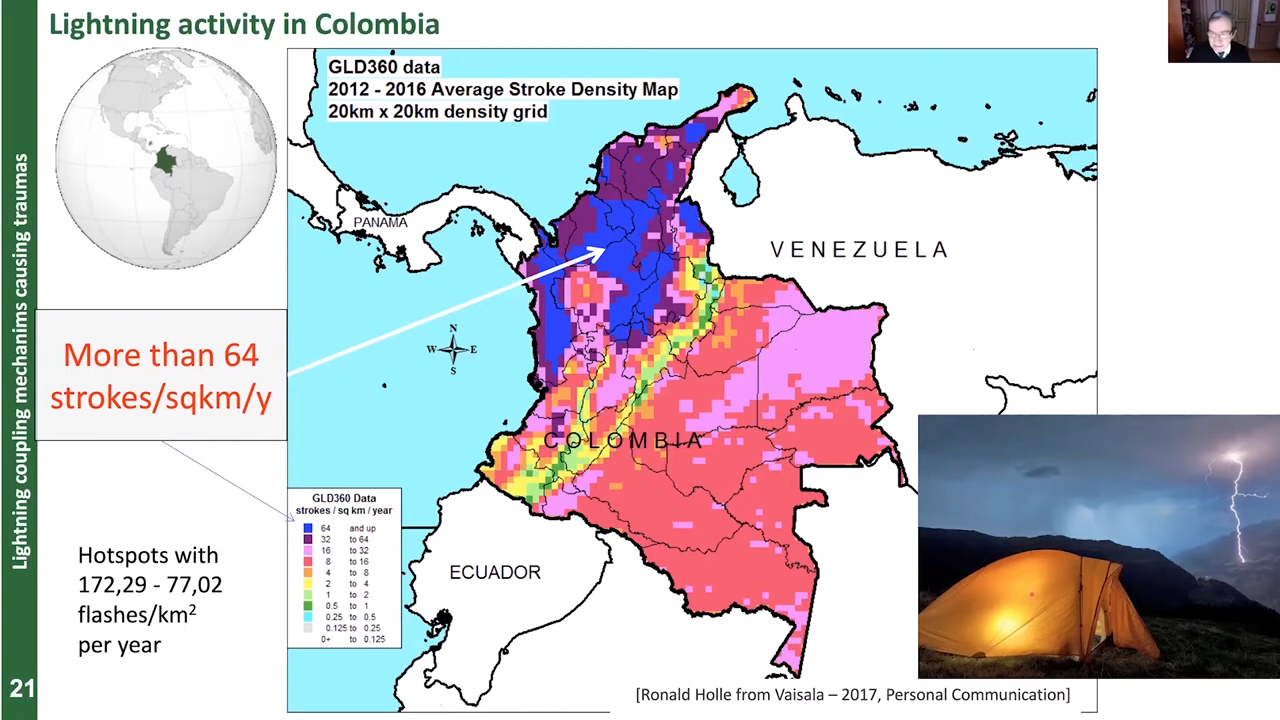 Lightning activity in Colombia
GLD360 data
2012 - 2016 Average Stroke Density Map
20km x 20km density grid
PANAMA
VENEZUELA
N
W E
S
More than 64
strokes/sqkm/y
COLOMBIA
ECUADOR
GLD360 Data
strokes / sq km / year
64 and up
32 to 64
16 to 32
8 to 16
4 to 8
2 to 4
1 to 2
0.5 to 1
0.25 to 0.5
0.125 to 0.25
0+ to 0.125
Hotspots with
172,29 - 77,02
flashes/km²
per year
[Ronald Holle from Vaisala – 2017, Personal Communication]
Lightning coupling mechanims causing traumas
21